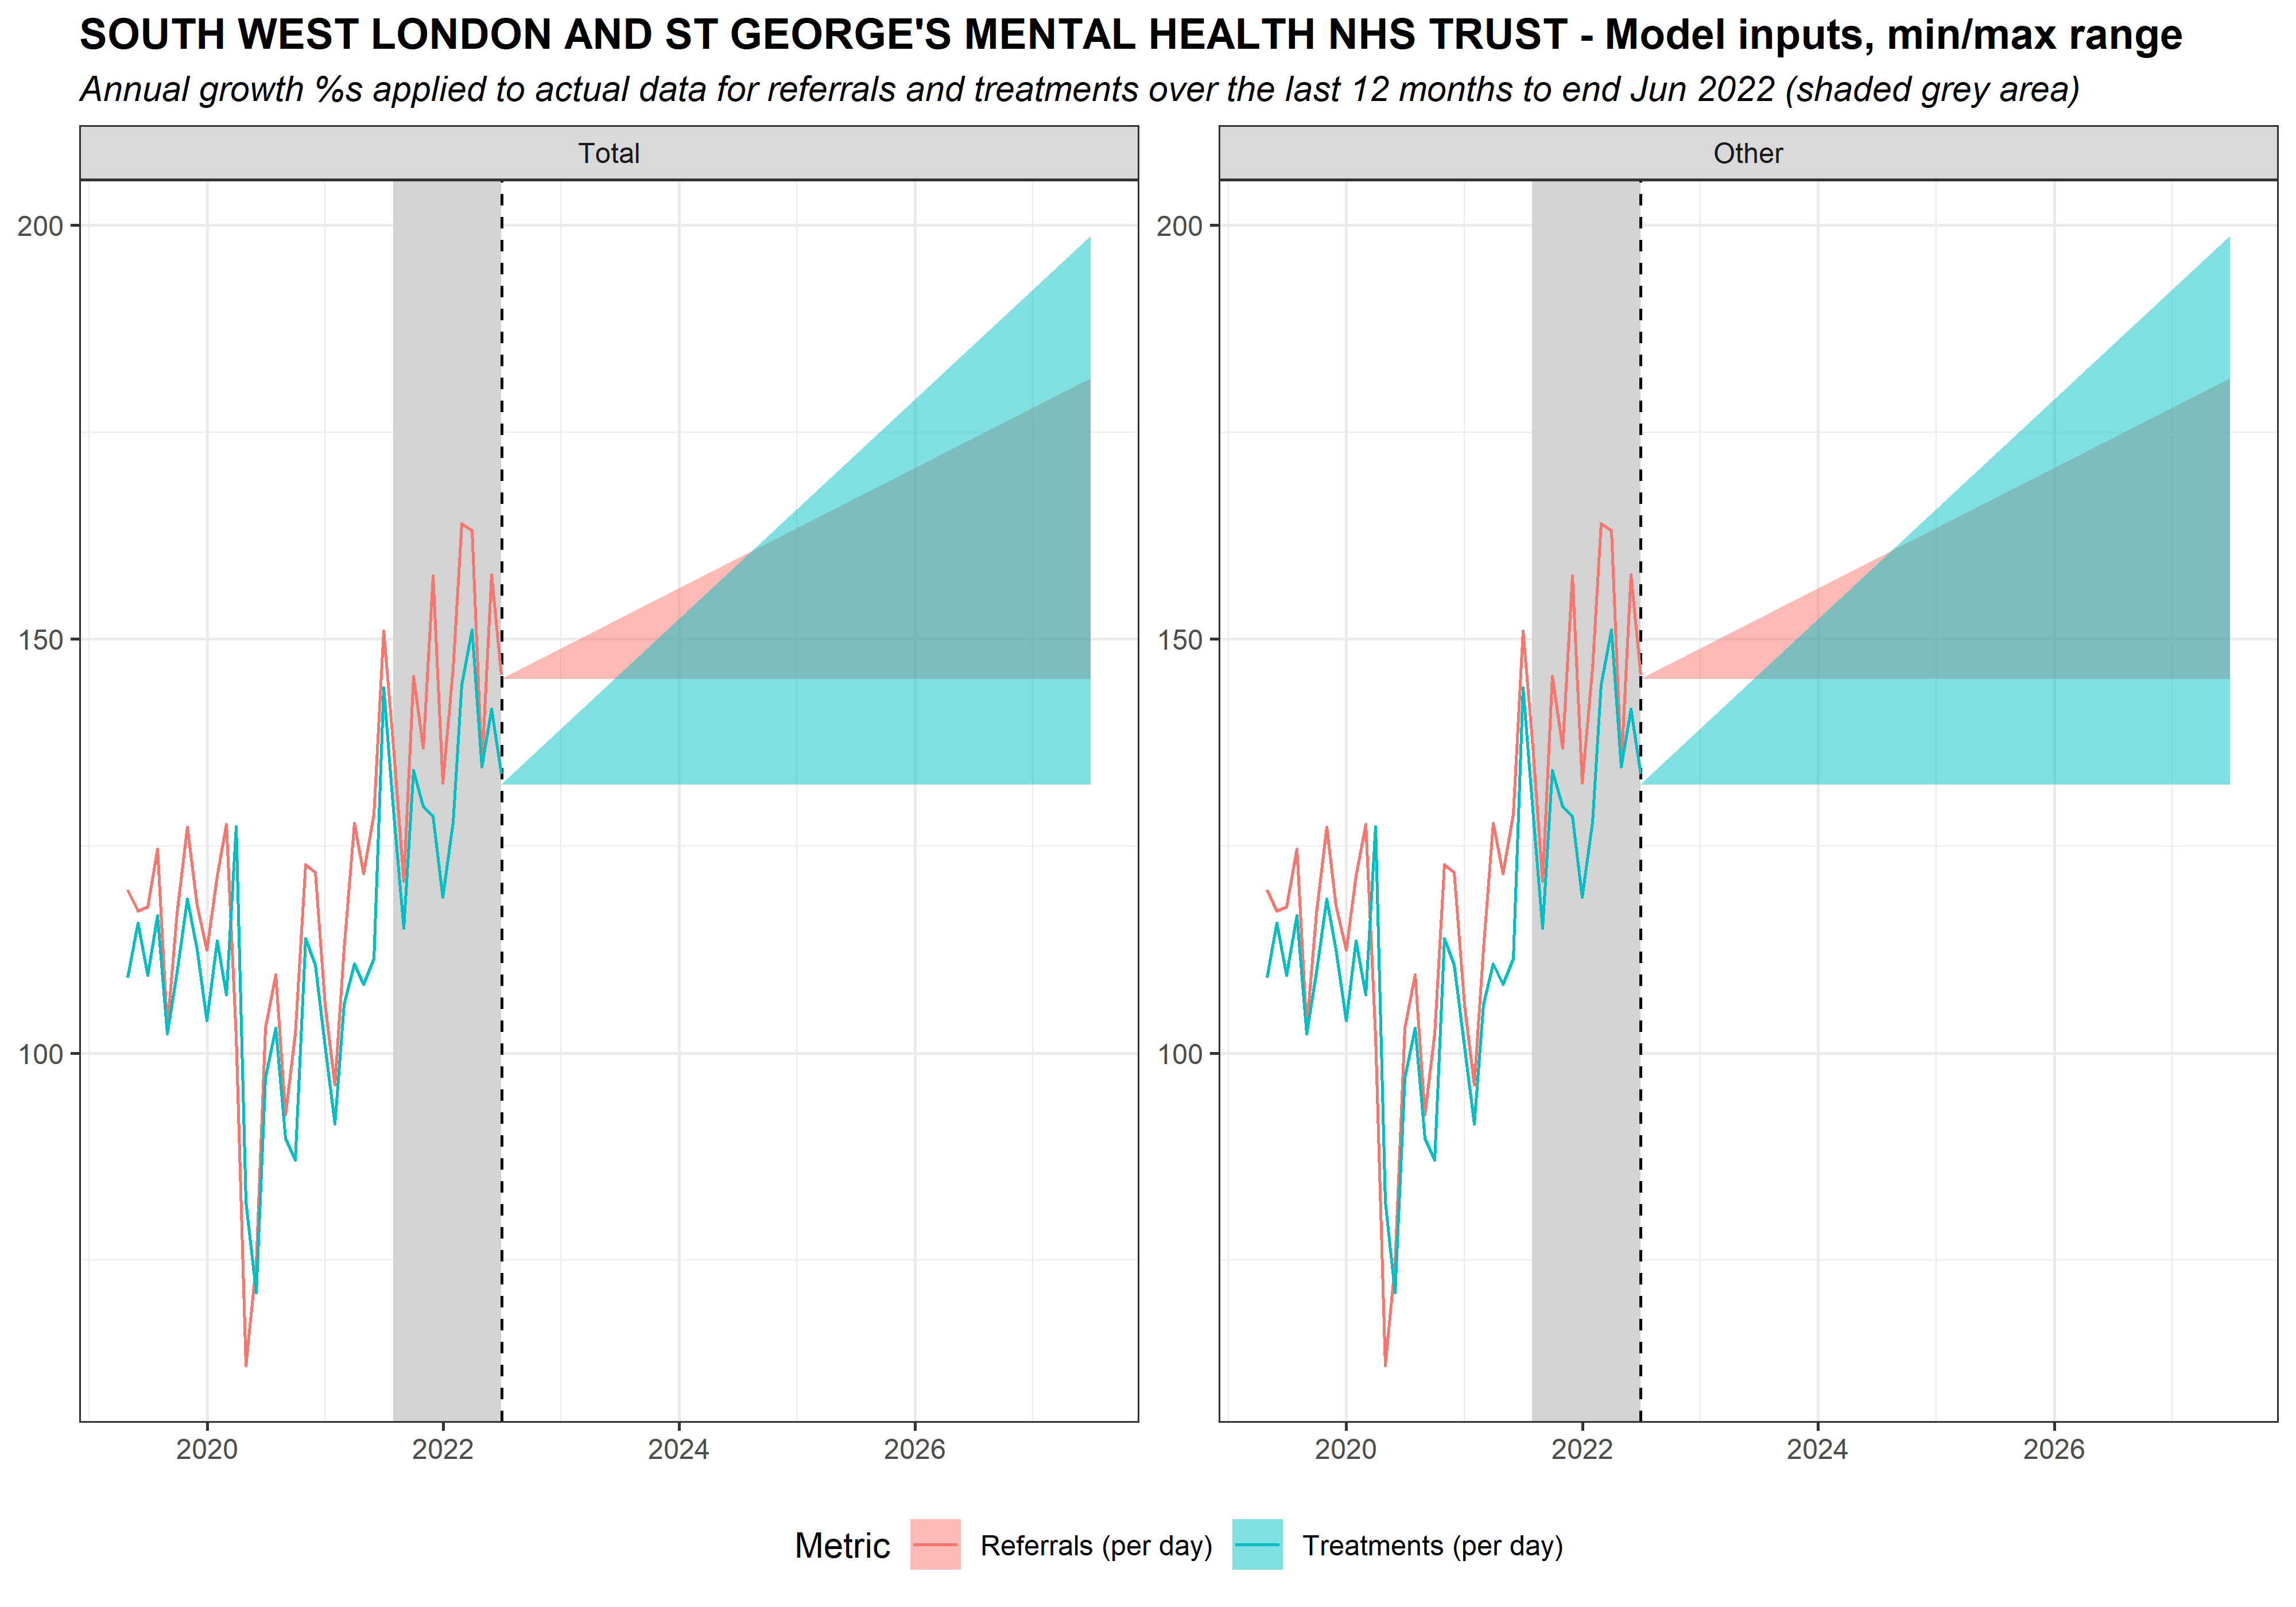 SOUTH WEST LONDON AND ST GEORGE'S MENTAL HEALTH NHS TRUST - Model inputs, min/max range
Annual growth %s applied to actual data for referrals and treatments over the last 12 months to end Jun 2022 (shaded grey area)
Total
Other
200
150
100
200
150
100
2020 2022 2024 2026
2020 2022 2024 2026
Metric Referrals (per day) Treatments (per day)